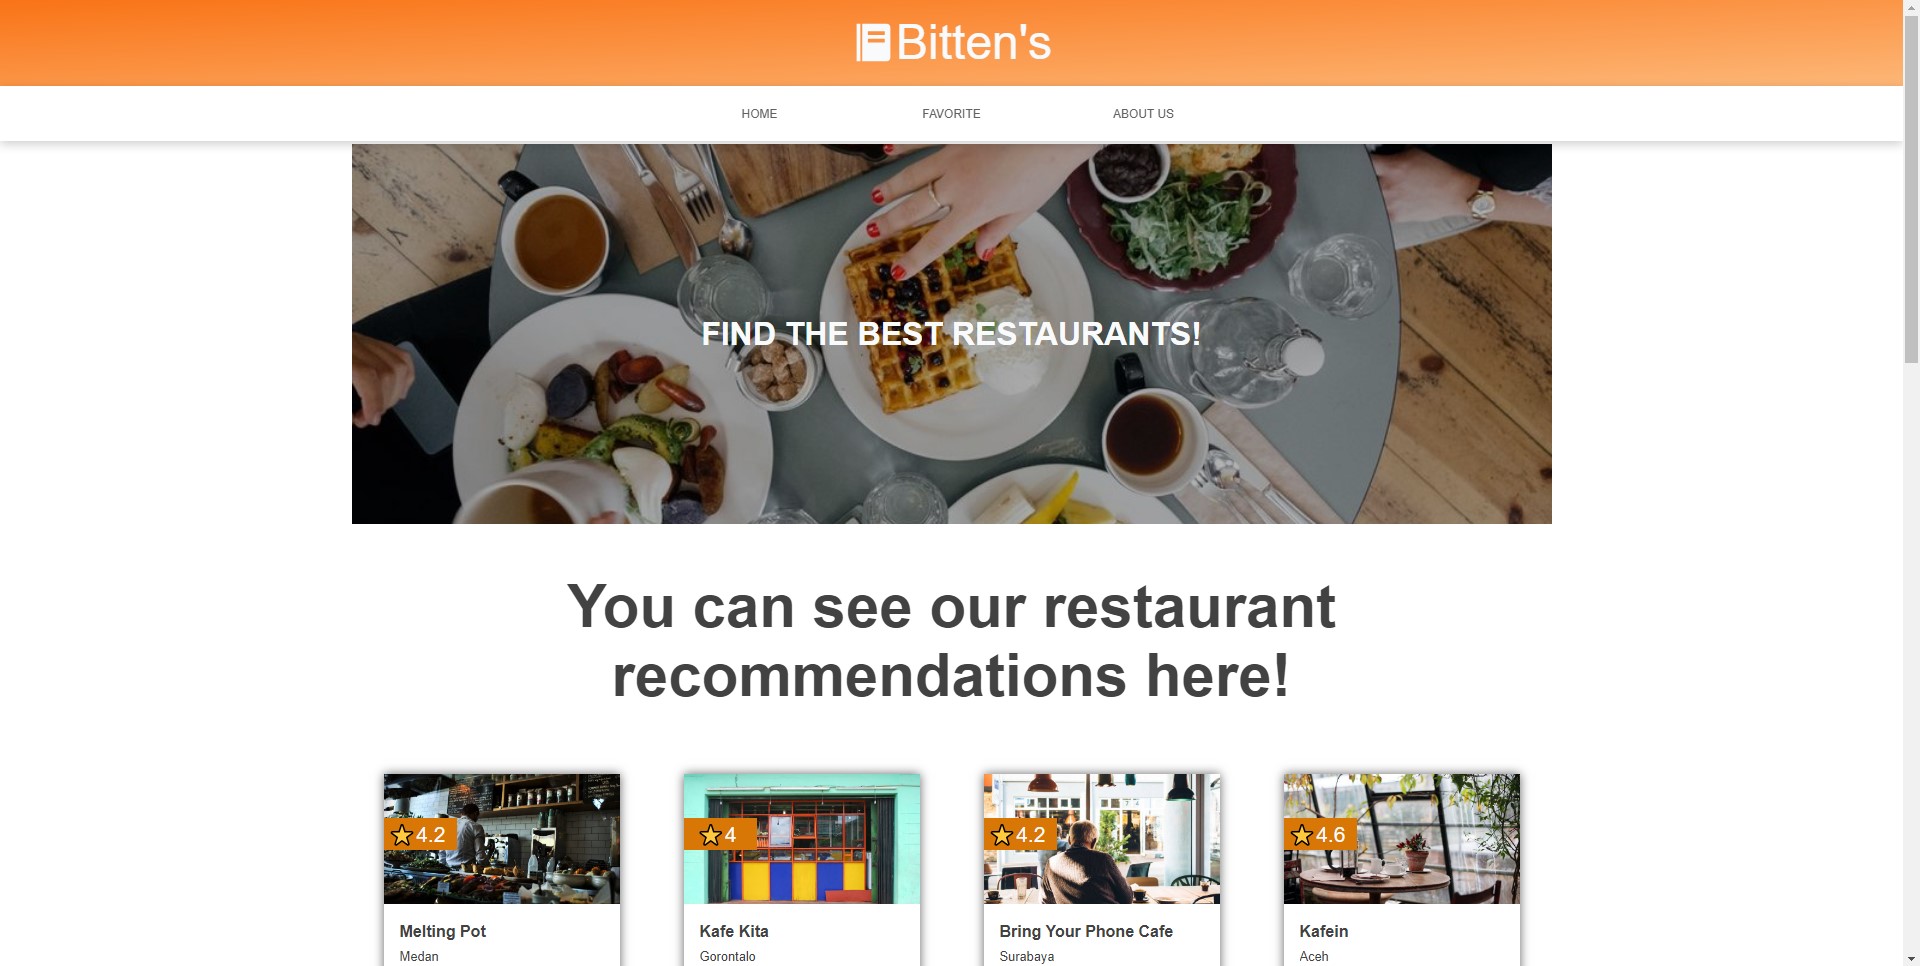 Bitten's
HOME
FAVORITE
ABOUT US
FIND THE BEST RESTAURANTS!
You can see our restaurant
recommendations here!
4.2
4
4.2
4.6
Melting Pot
Medan
Kafe Kita
Gorontalo
Bring Your Phone Cafe
Surabaya
Kafein
Aceh